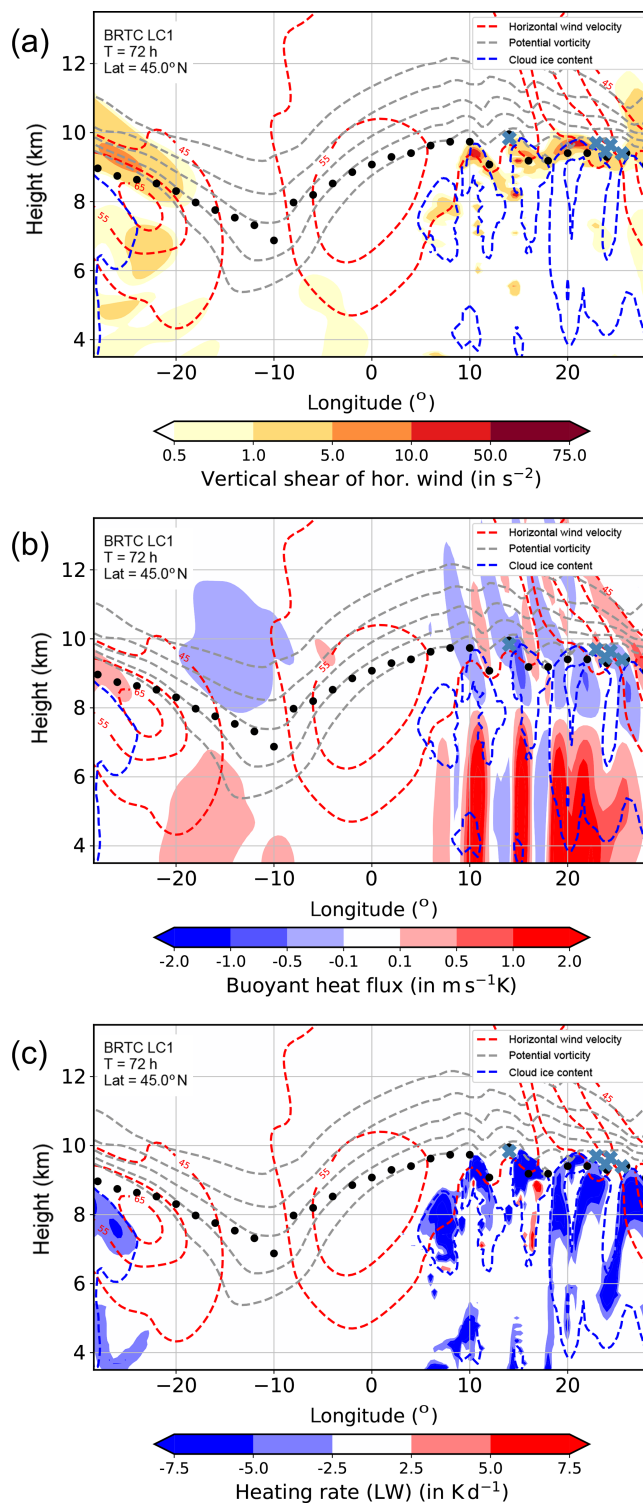 (a)
BRTC LC1
T = 72 h
Lat = 45.0°N
Horizontal wind velocity
Potential vorticity
Cloud ice content
45
45
55
65
55
12
10
8
6
4
Height (km)
−20
−10
0
10
20
Longitude (°)
0.5
1.0
5.0
10.0
50.0
75.0
Vertical shear of hor. wind (in s⁻²)
(b)
BRTC LC1
T = 72 h
Lat = 45.0°N
Horizontal wind velocity
Potential vorticity
Cloud ice content
45
45
55
65
55
12
10
8
6
4
Height (km)
−20
−10
0
10
20
Longitude (°)
-2.0
-1.0
-0.5
-0.1
0.1
0.5
1.0
2.0
Buoyant heat flux (in m s⁻¹K)
(c)
BRTC LC1
T = 72 h
Lat = 45.0°N
Horizontal wind velocity
Potential vorticity
Cloud ice content
45
45
55
65
55
12
10
8
6
4
Height (km)
−20
−10
0
10
20
Longitude (°)
-7.5
-5.0
-2.5
2.5
5.0
7.5
Heating rate (LW) (in K d⁻¹)